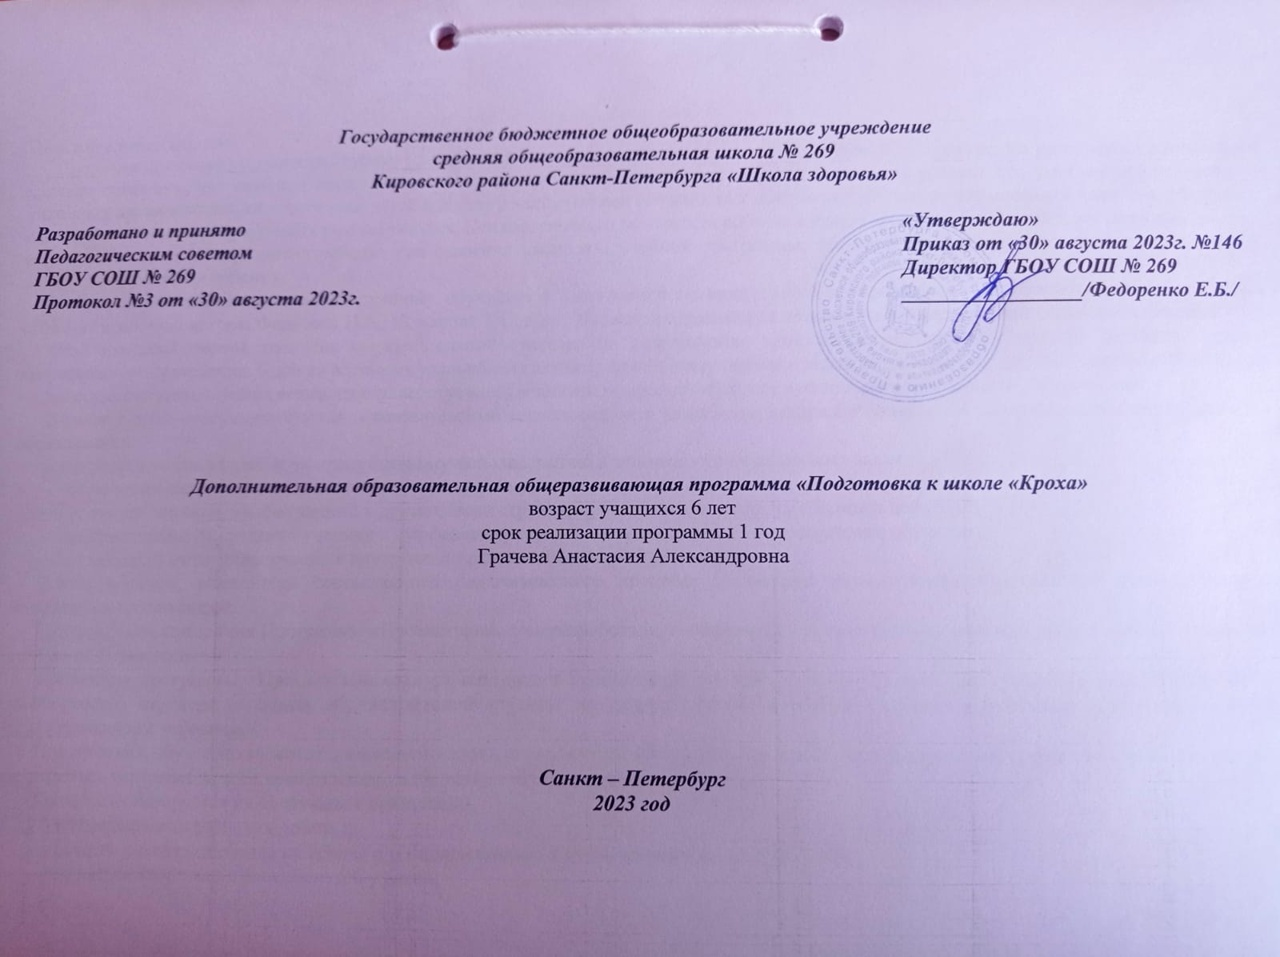 Государственное бюджетное общеобразовательное учреждение
средняя общеобразовательная школа № 269
Кировского района Санкт-Петербурга «Школа здоровья»
Разработано и принято
Педагогическим советом
ГБОУ СОШ № 269
Протокол №3 от «30» августа 2023г.
«Утверждаю»
Приказ от «30» августа 2023г. №146
Директор ГБОУ СОШ № 269
/Федоренко Е.Б./
Дополнительная образовательная общеразвивающая программа «Подготовка к школе «Кроха»
возраст учащихся 6 лет
срок реализации программы 1 год
Грачева Анастасия Александровна
Санкт – Петербург
2023 год